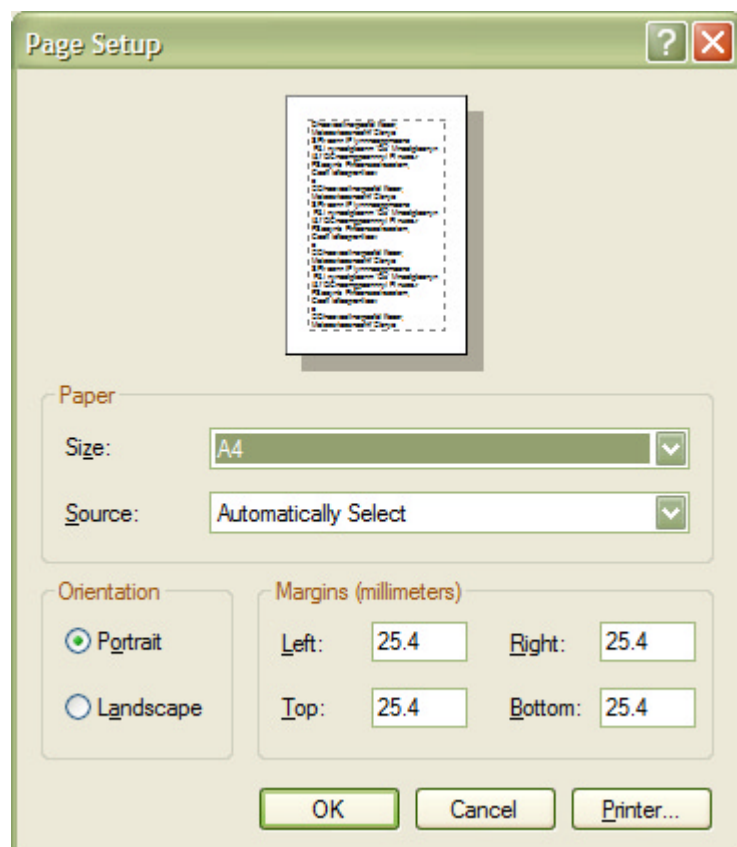 Page Setup
Paper
Size: A4
Source: Automatically Select
Orientation
Portrait
Landscape
Margins (millimeters)
Left: 25.4 Right: 25.4
Top: 25.4 Bottom: 25.4
OK Cancel Printer...